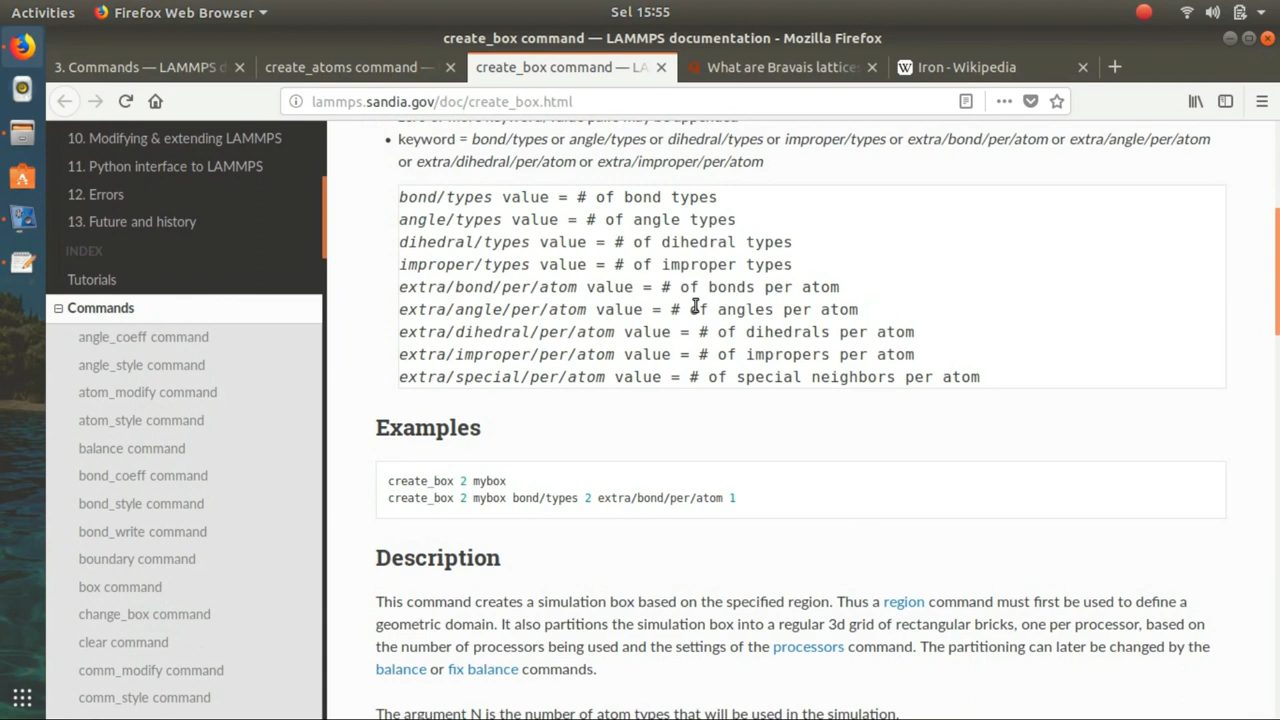 Activities
Firefox Web Browser
Sel 15:55
create_box command — LAMMPS documentation - Mozilla Firefox
3. Commands — LAMMPS d
create_atoms command —
create_box command — LA
What are Bravais lattices
W Iron - Wikipedia
lammps.sandia.gov/doc/create_box.html
10. Modifying & extending LAMMPS
11. Python interface to LAMMPS
12. Errors
13. Future and history
INDEX
Tutorials
Commands
angle_coeff command
angle_style command
atom_modify command
atom_style command
balance command
bond_coeff command
bond_style command
bond_write command
boundary command
box command
change_box command
clear command
comm_modify command
comm_style command
zero or more keyword/value pairs may be appended
keyword = bond/types or angle/types or dihedral/types or improper/types or extra/bond/per/atom or extra/angle/per/atom
or extra/dihedral/per/atom or extra/improper/per/atom
bond/types value = # of bond types
angle/types value = # of angle types
dihedral/types value = # of dihedral types
improper/types value = # of improper types
extra/bond/per/atom value = # of bonds per atom
extra/angle/per/atom value = # of angles per atom
extra/dihedral/per/atom value = # of dihedrals per atom
extra/improper/per/atom value = # of impropers per atom
extra/special/per/atom value = # of special neighbors per atom
Examples
create_box 2 mybox
create_box 2 mybox bond/types 2 extra/bond/per/atom 1
Description
This command creates a simulation box based on the specified region. Thus a region command must first be used to define a
geometric domain. It also partitions the simulation box into a regular 3d grid of rectangular bricks, one per processor, based on
the number of processors being used and the settings of the processors command. The partitioning can later be changed by the
balance or fix balance commands.
The argument N is the number of atom types that will be used in the simulation.